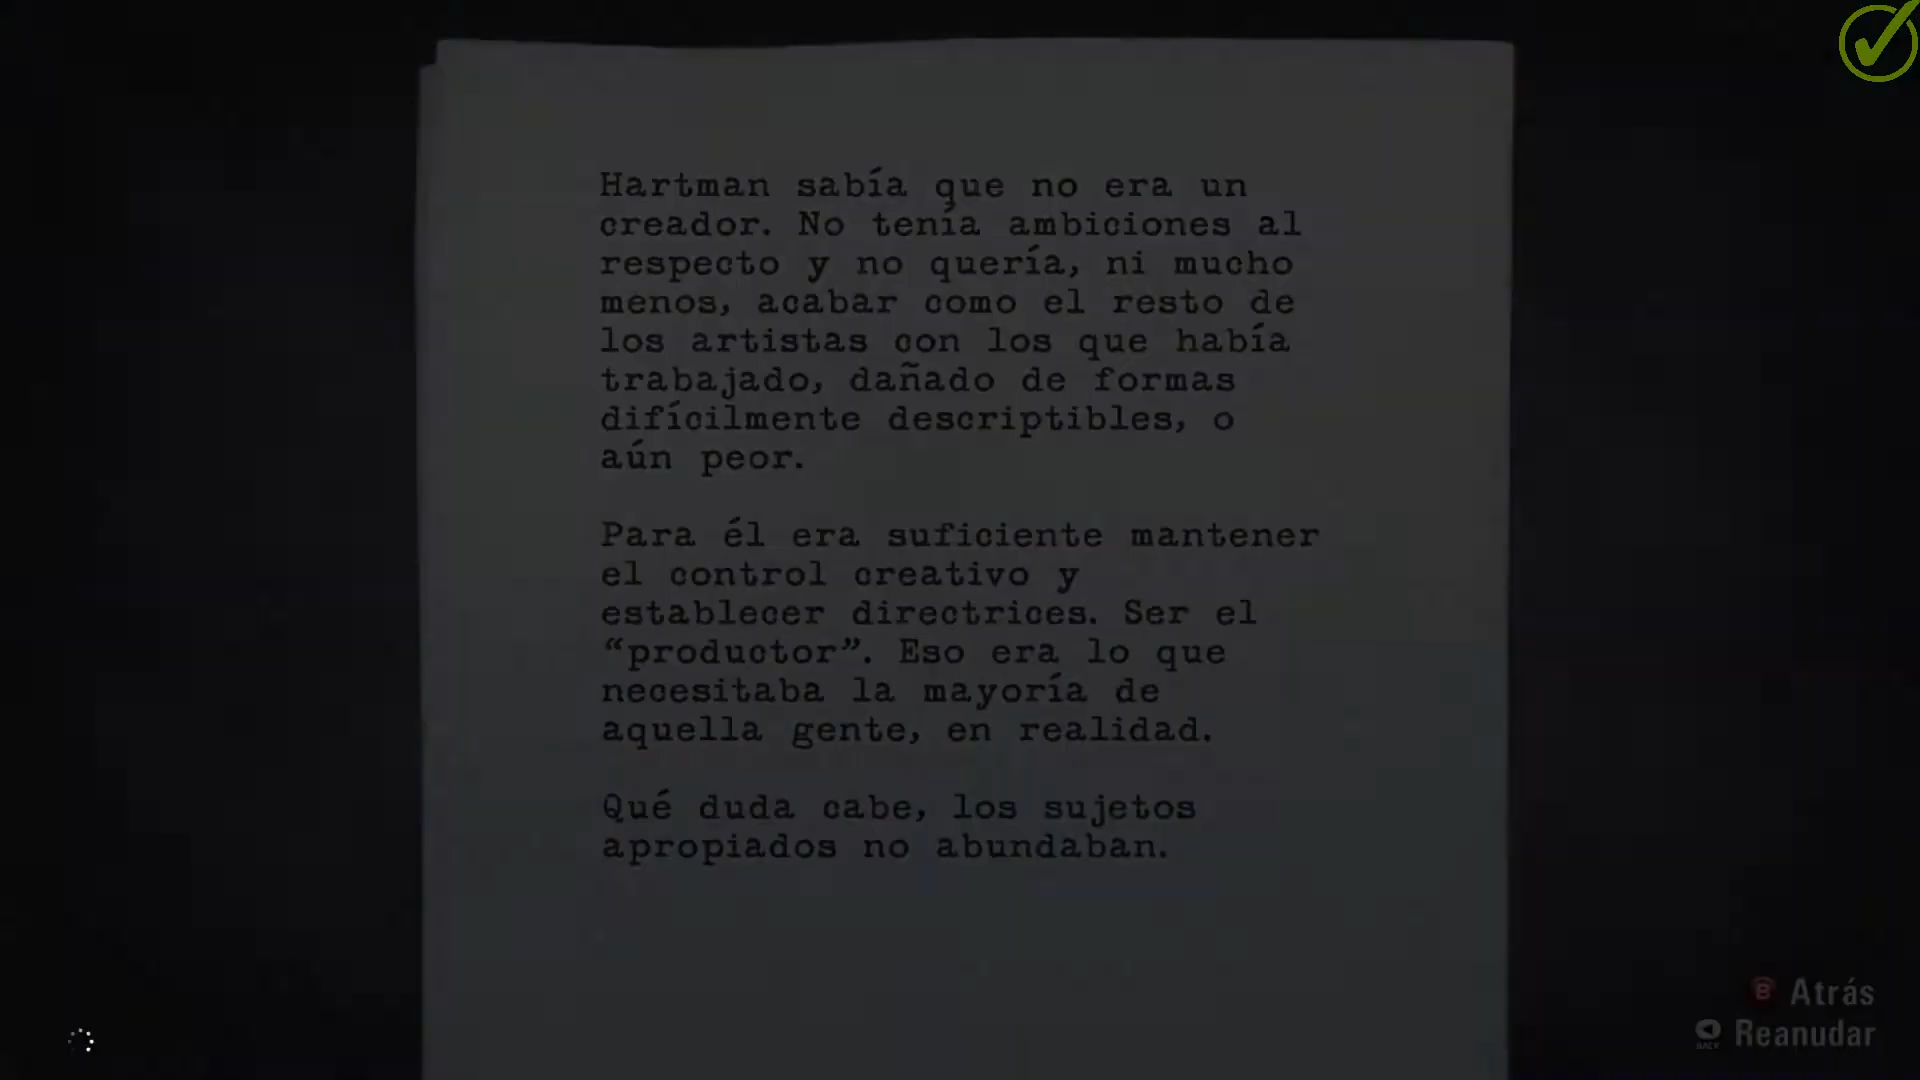 Hartman sabía que no era un
creador. No tenía ambiciones al
respecto y no quería, ni mucho
menos, acabar como el resto de
los artistas con los que había
trabajado, dañado de formas
difícilmente descriptibles, o
aún peor.
Para él era suficiente mantener
el control creativo y
establecer directrices. Ser el
“productor”. Eso era lo que
necesitaba la mayoría de
aquella gente, en realidad.
Qué duda cabe, los sujetos
apropiados no abundaban.
B Atrás
BACK Reanudar